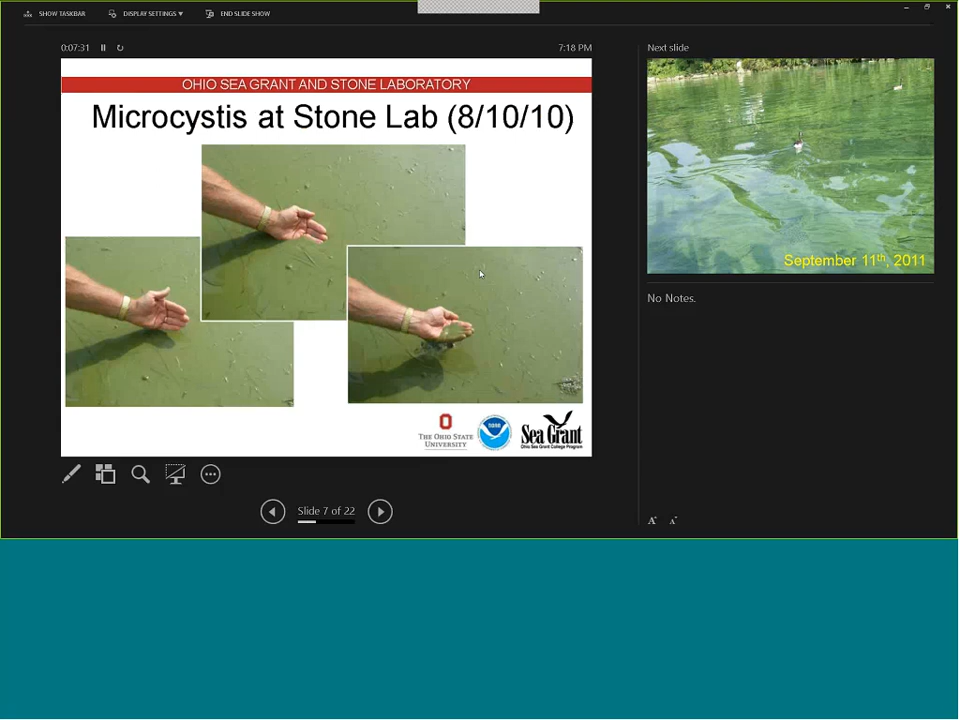 SHOW TASKBAR DISPLAY SETTINGS ▼ END SLIDE SHOW
0:07:31
7:18 PM
OHIO SEA GRANT AND STONE LABORATORY
Microcystis at Stone Lab (8/10/10)
THE OHIO STATE
UNIVERSITY
NOAA
Sea Grant
Ohio Sea Grant College Program
Slide 7 of 22
Next slide
September 11th, 2011
No Notes.
A A